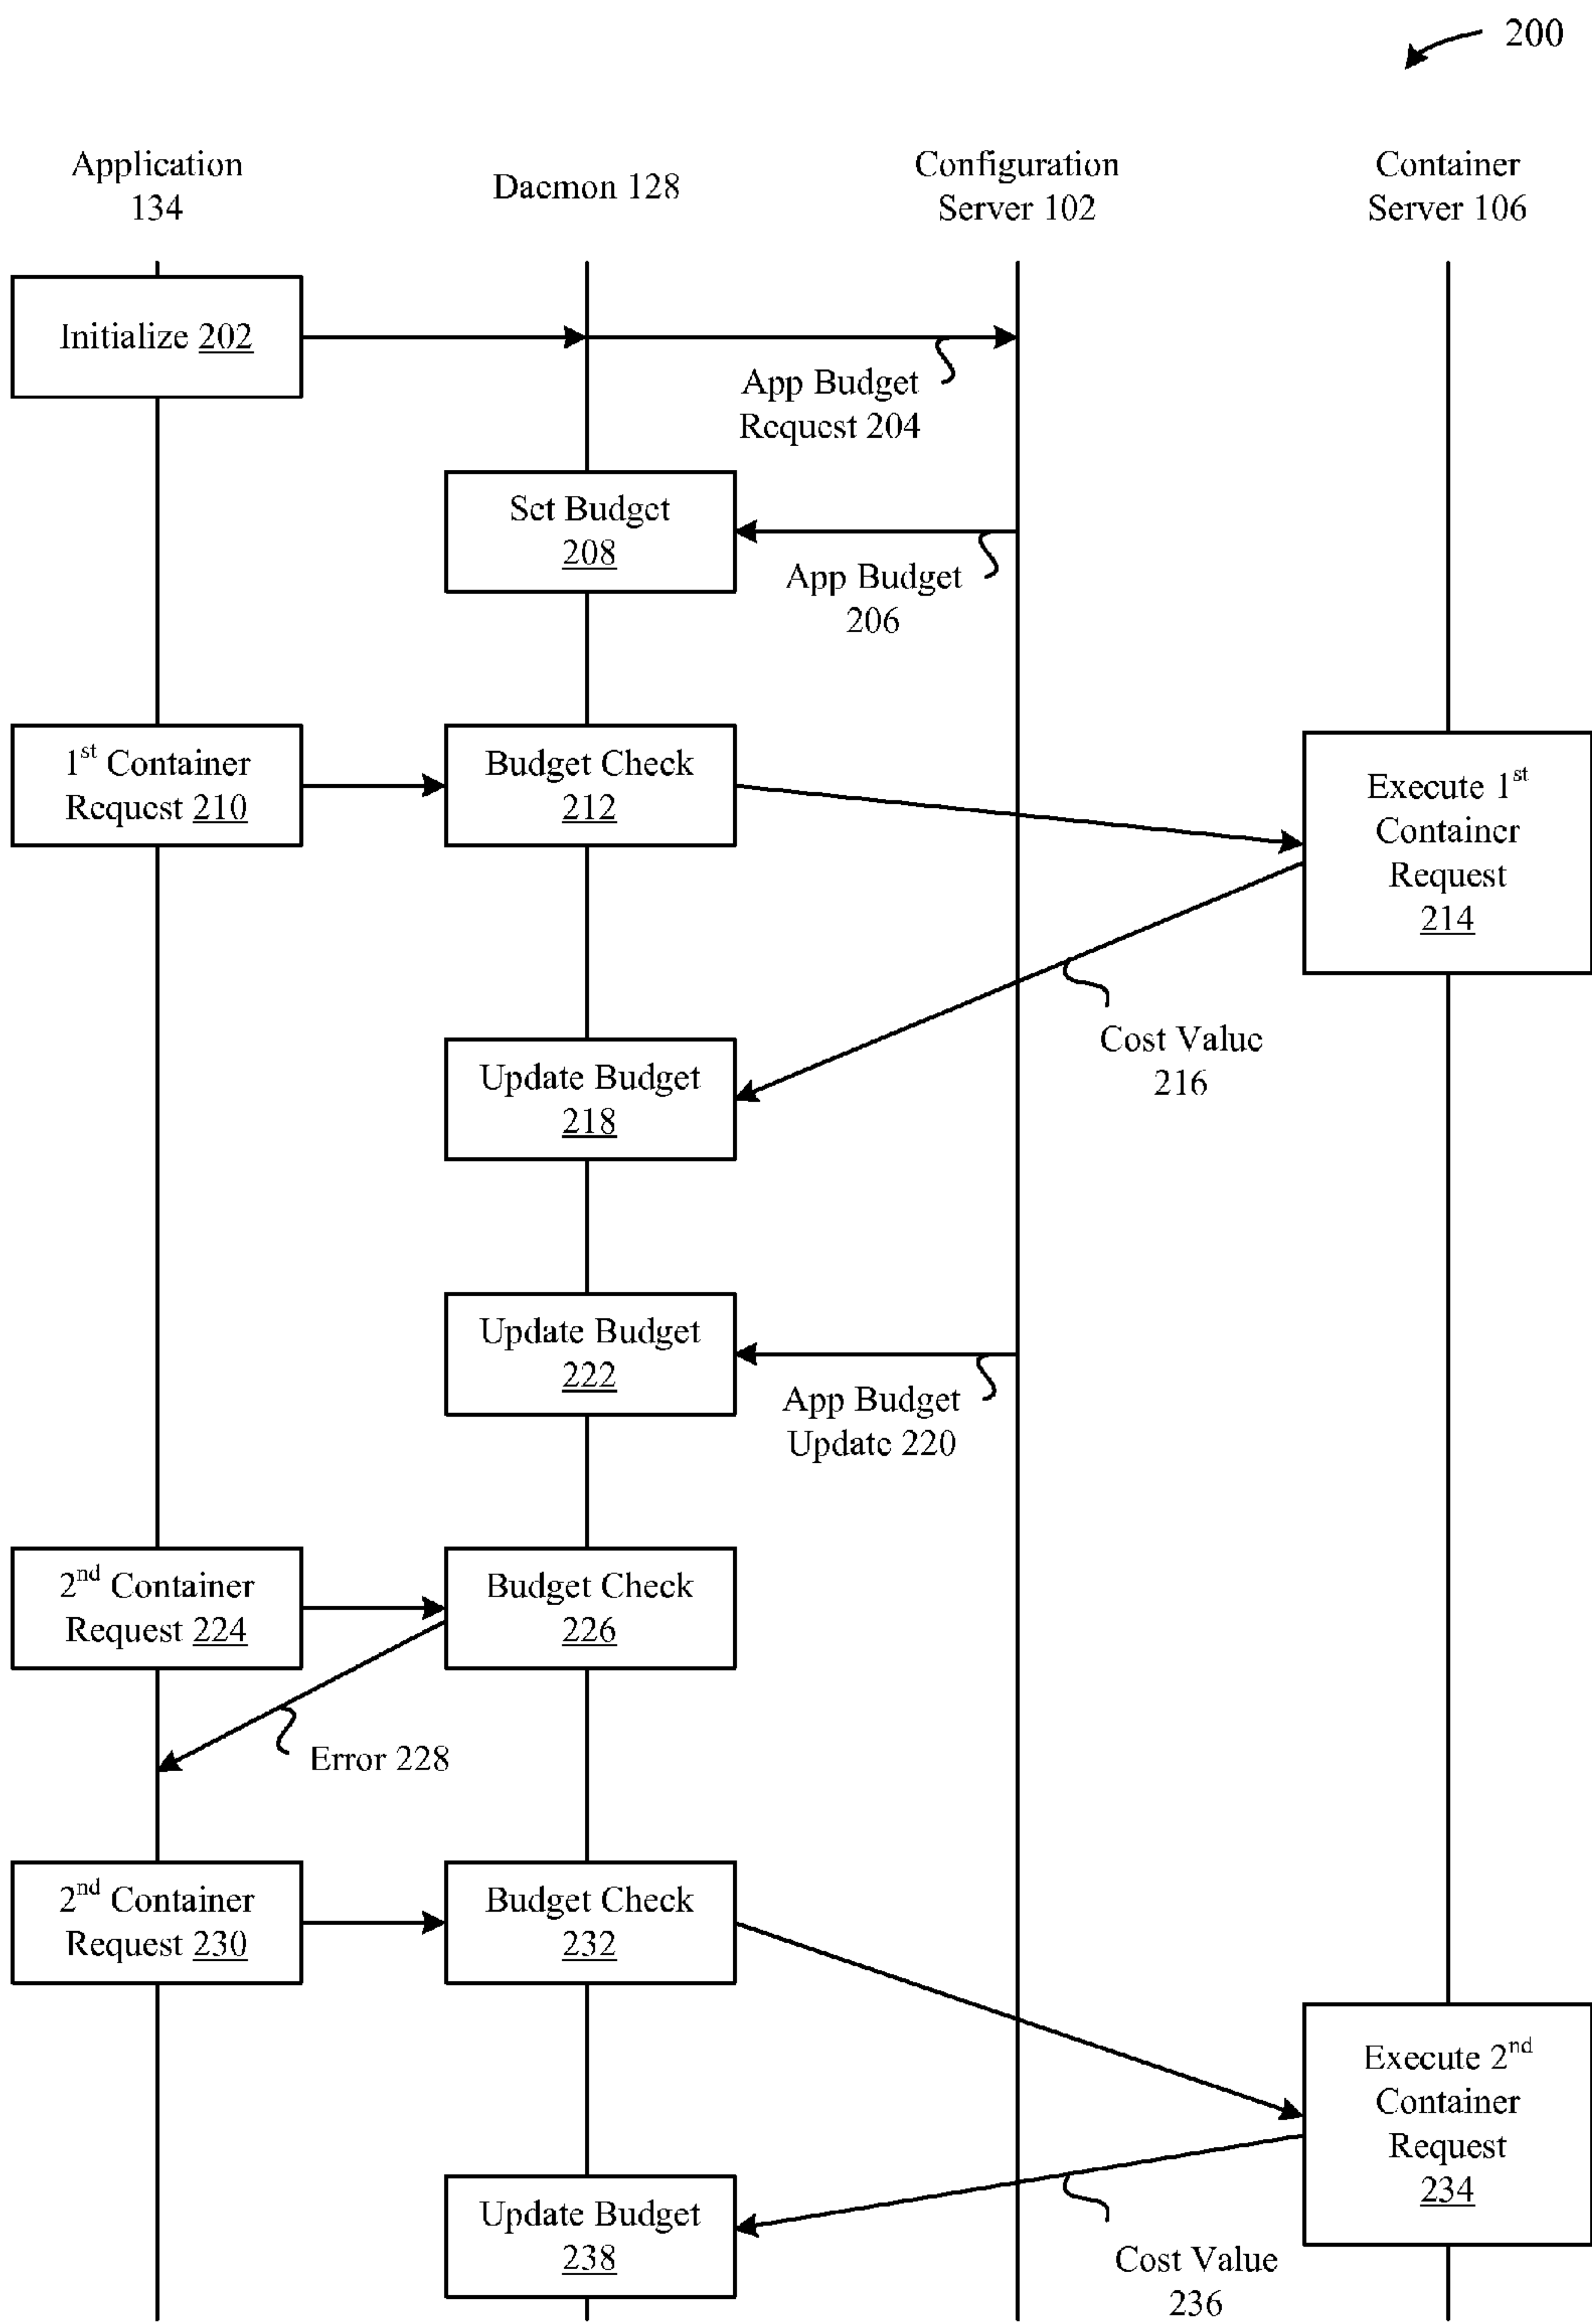 200
Application
134
Daemon 128
Configuration
Server 102
Container
Server 106
Initialize 202
App Budget
Request 204
Set Budget
208
App Budget
206
1st Container
Request 210
Budget Check
212
Execute 1st
Container
Request
214
Cost Value
216
Update Budget
218
Update Budget
222
App Budget
Update 220
2nd Container
Request 224
Budget Check
226
Error 228
2nd Container
Request 230
Budget Check
232
Execute 2nd
Container
Request
234
Update Budget
238
Cost Value
236